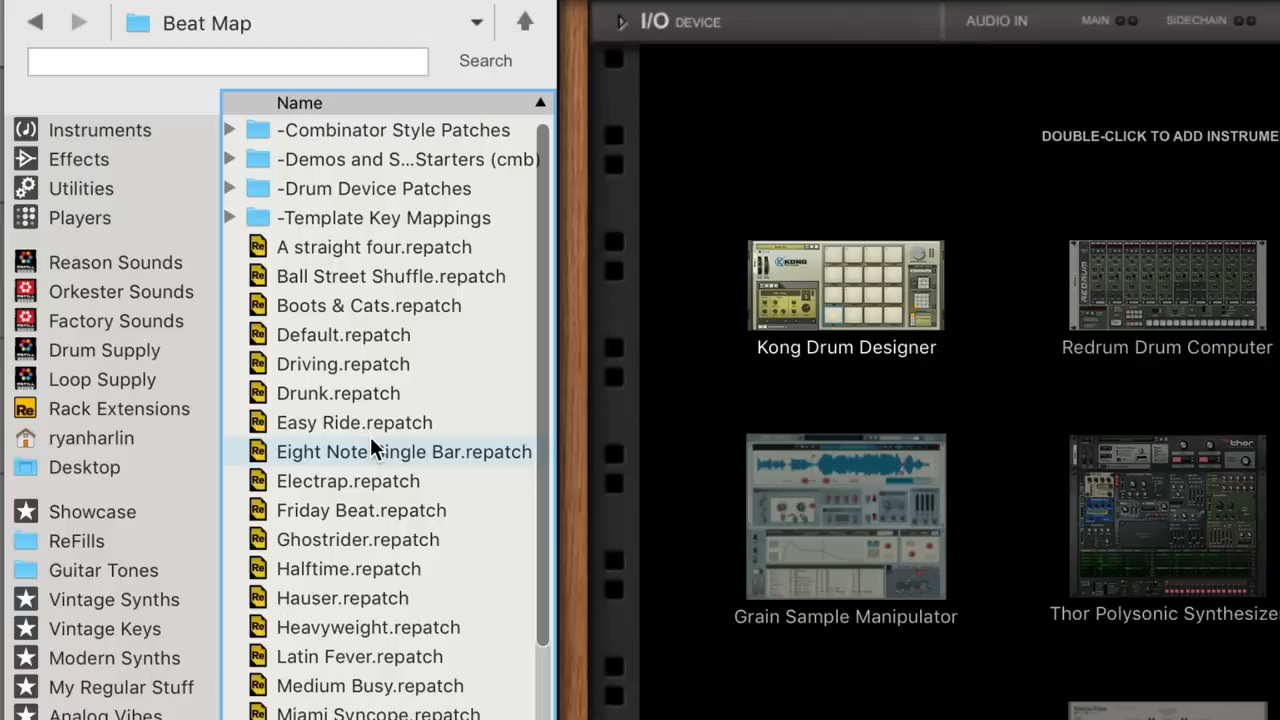 Beat Map
Search
Name
Instruments
Effects
Utilities
Players
Reason Sounds
Orkester Sounds
Factory Sounds
Drum Supply
Loop Supply
Rack Extensions
ryanharlin
Desktop
Showcase
ReFills
Guitar Tones
Vintage Synths
Vintage Keys
Modern Synths
My Regular Stuff
Analog Vibes
-Combinator Style Patches
-Demos and S...Starters (cmb)
-Drum Device Patches
-Template Key Mappings
A straight four.repatch
Ball Street Shuffle.repatch
Boots & Cats.repatch
Default.repatch
Driving.repatch
Drunk.repatch
Easy Ride.repatch
Eight Note Single Bar.repatch
Electrap.repatch
Friday Beat.repatch
Ghostrider.repatch
Halftime.repatch
Hauser.repatch
Heavyweight.repatch
Latin Fever.repatch
Medium Busy.repatch
Miami Syncope.repatch
I/O DEVICE
AUDIO IN
MAIN
SIDECHAIN
DOUBLE-CLICK TO ADD INSTRUME
KONG
Kong Drum Designer
REDRUM
Redrum Drum Computer
Grain Sample Manipulator
thor
Thor Polysonic Synthesize